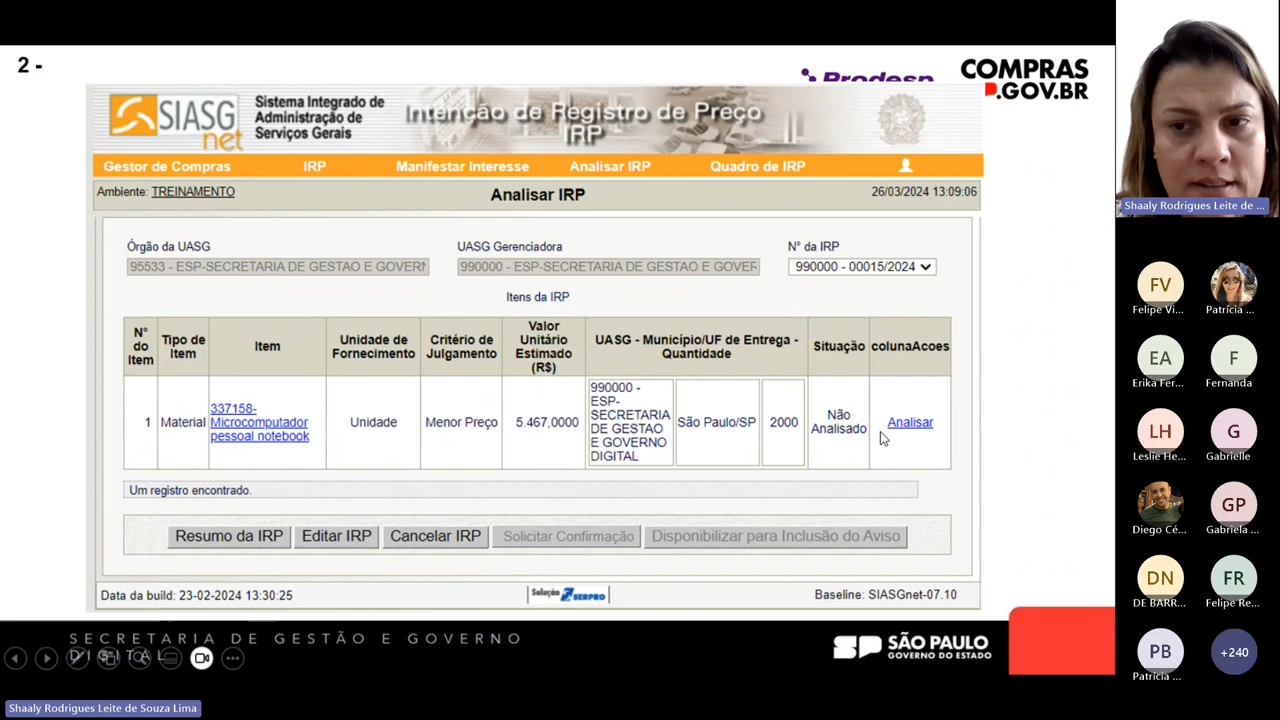 2 -
Prodesp
COMPRAS
.GOV.BR
SIASG
net
Sistema Integrado de
Administração de
Serviços Gerais
Intenção de Registro de Preço
IRP
Gestor de Compras IRP Manifestar Interesse Analisar IRP Quadro de IRP
Ambiente: TREINAMENTO
Analisar IRP
26/03/2024 13:09:06
Órgão da UASG
UASG Gerenciadora
N° da IRP
95533 - ESP-SECRETARIA DE GESTAO E GOVERN
990000 - ESP-SECRETARIA DE GESTAO E GOVER
990000 - 00015/2024
Itens da IRP
N°
do
Item
Tipo de
Item
Item
Unidade de
Fornecimento
Critério de
Julgamento
Valor
Unitário
Estimado
(R$)
UASG - Município/UF de Entrega -
Quantidade
Situação
colunaAcoes
1
Material
337158-
Microcomputador
pessoal notebook
Unidade
Menor Preço
5.467,0000
990000 -
ESP-
SECRETARIA
DE GESTAO
E GOVERNO
DIGITAL
São Paulo/SP
2000
Não
Analisado
Analisar
Um registro encontrado.
Resumo da IRP
Editar IRP
Cancelar IRP
Solicitar Confirmação
Disponibilizar para Inclusão do Aviso
Data da build: 23-02-2024 13:30:25
Solução SERPRO
Baseline: SIASGnet-07.10
SECRETARIA DE GESTÃO E GOVERNO
DIGITAL
SÃO PAULO
GOVERNO DO ESTADO
Shaaly Rodrigues Leite de Souza Lima
Shaaly Rodrigues Leite de ...
FV
Felipe Vi...
Patrícia ...
EA
Erika Fer...
F
Fernanda
LH
Leslie He...
G
Gabrielle
Diego Cé...
GP
Gabriela ...
DN
DE BARR...
FR
Felipe Re...
PB
Patrícia ...
+240